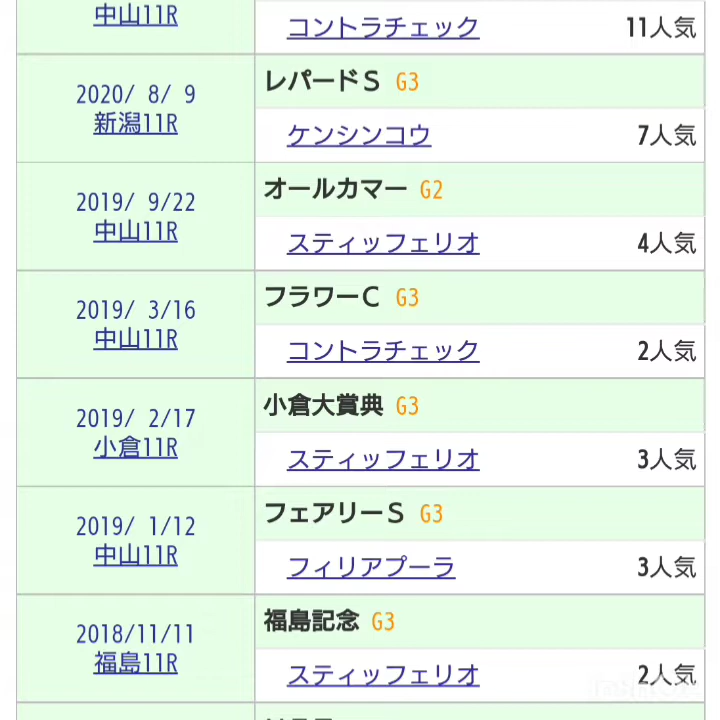 中山11R
コントラチェック 11人気
2020/ 8/ 9
新潟11R
レパードS G3
ケンシンコウ 7人気
2019/ 9/22
中山11R
オールカマー G2
スティッフェリオ 4人気
2019/ 3/16
中山11R
フラワーC G3
コントラチェック 2人気
2019/ 2/17
小倉11R
小倉大賞典 G3
スティッフェリオ 3人気
2019/ 1/12
中山11R
フェアリーS G3
フィリアプーラ 3人気
2018/11/11
福島11R
福島記念 G3
スティッフェリオ 2人気